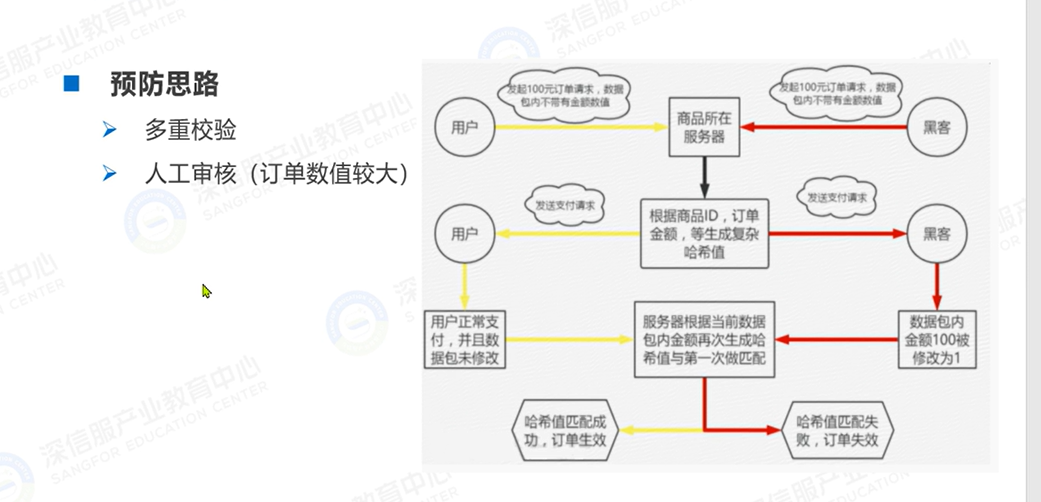 预防思路
多重校验
人工审核（订单数值较大）
发起100元订单请求，数据
包内不带有金额数值
发起100元订单请求，数据
包内不带有金额数值
用户
商品所在
服务器
黑客
发送支付请求
发送支付请求
用户
根据商品ID，订单
金额，等生成复杂
哈希值
黑客
用户正常支
付，并且数
据包未修改
服务器根据当前数据
包内金额再次生成哈
希值与第一次做匹配
数据包内
金额100被
修改为1
哈希值匹配成
功，订单生效
哈希值匹配失
败，订单失效
深信服产业教育中心
SANGFOR EDUCATION CENTER